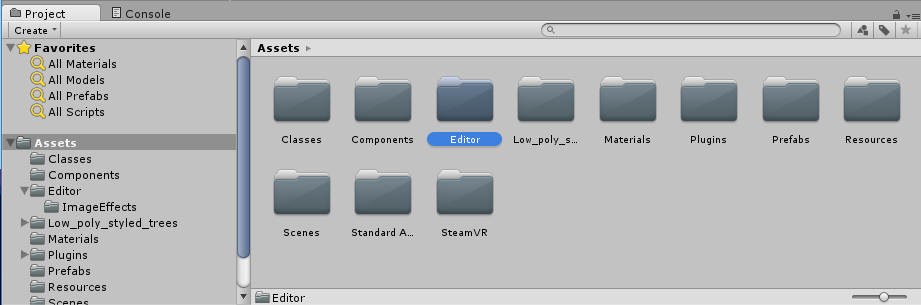 Project
Console
Create
Favorites
All Materials
All Models
All Prefabs
All Scripts
Assets
Classes
Components
Editor
ImageEffects
Low_poly_styled_trees
Materials
Plugins
Prefabs
Resources
Scenes
Assets
Classes
Components
Editor
Low_poly_s...
Materials
Plugins
Prefabs
Resources
Scenes
Standard A...
SteamVR
Editor